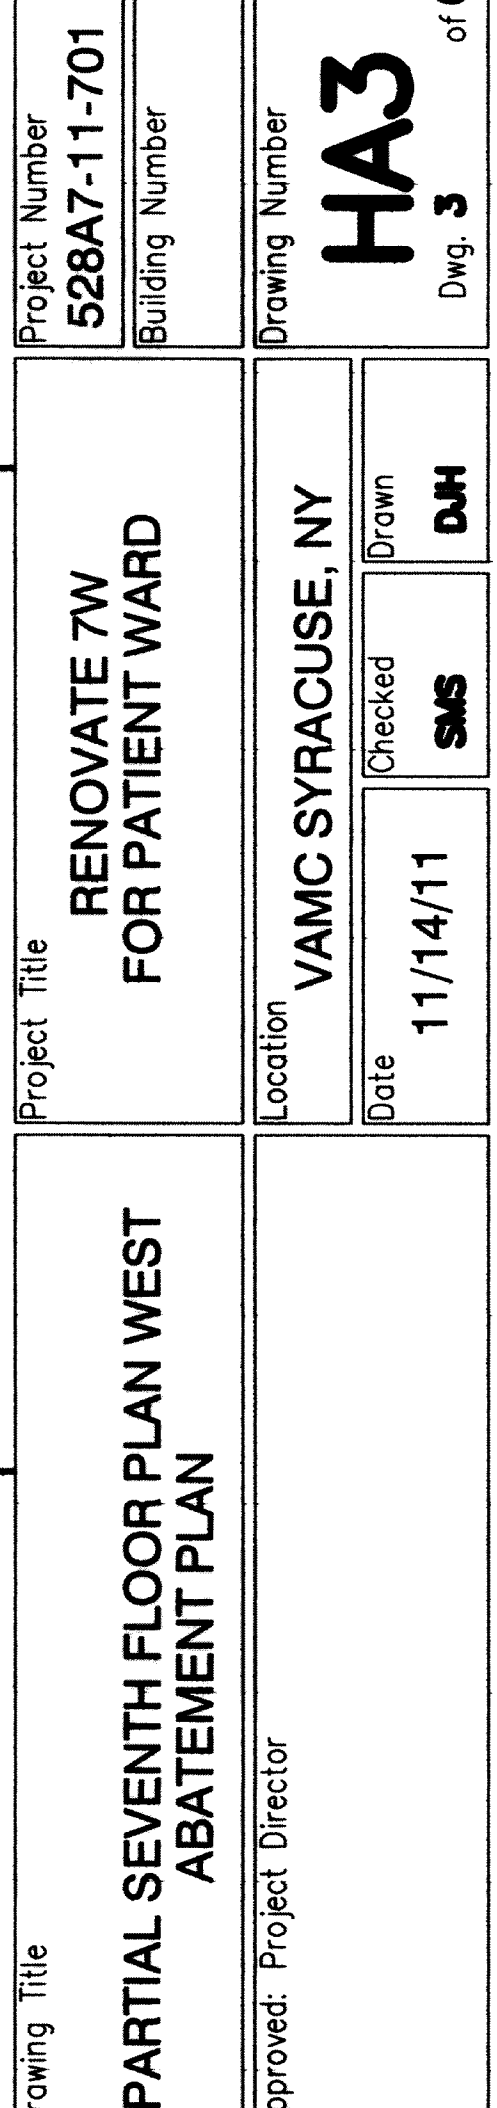 rawing Title
PARTIAL SEVENTH FLOOR PLAN WEST
ABATEMENT PLAN
pproved: Project Director
Project Title
RENOVATE 7W
FOR PATIENT WARD
Location
VAMC SYRACUSE, NY
Date
11/14/11
Checked
SMS
Drawn
DJH
Project Number
528A7-11-701
Building Number
Drawing Number
HA3
Dwg. 3 of